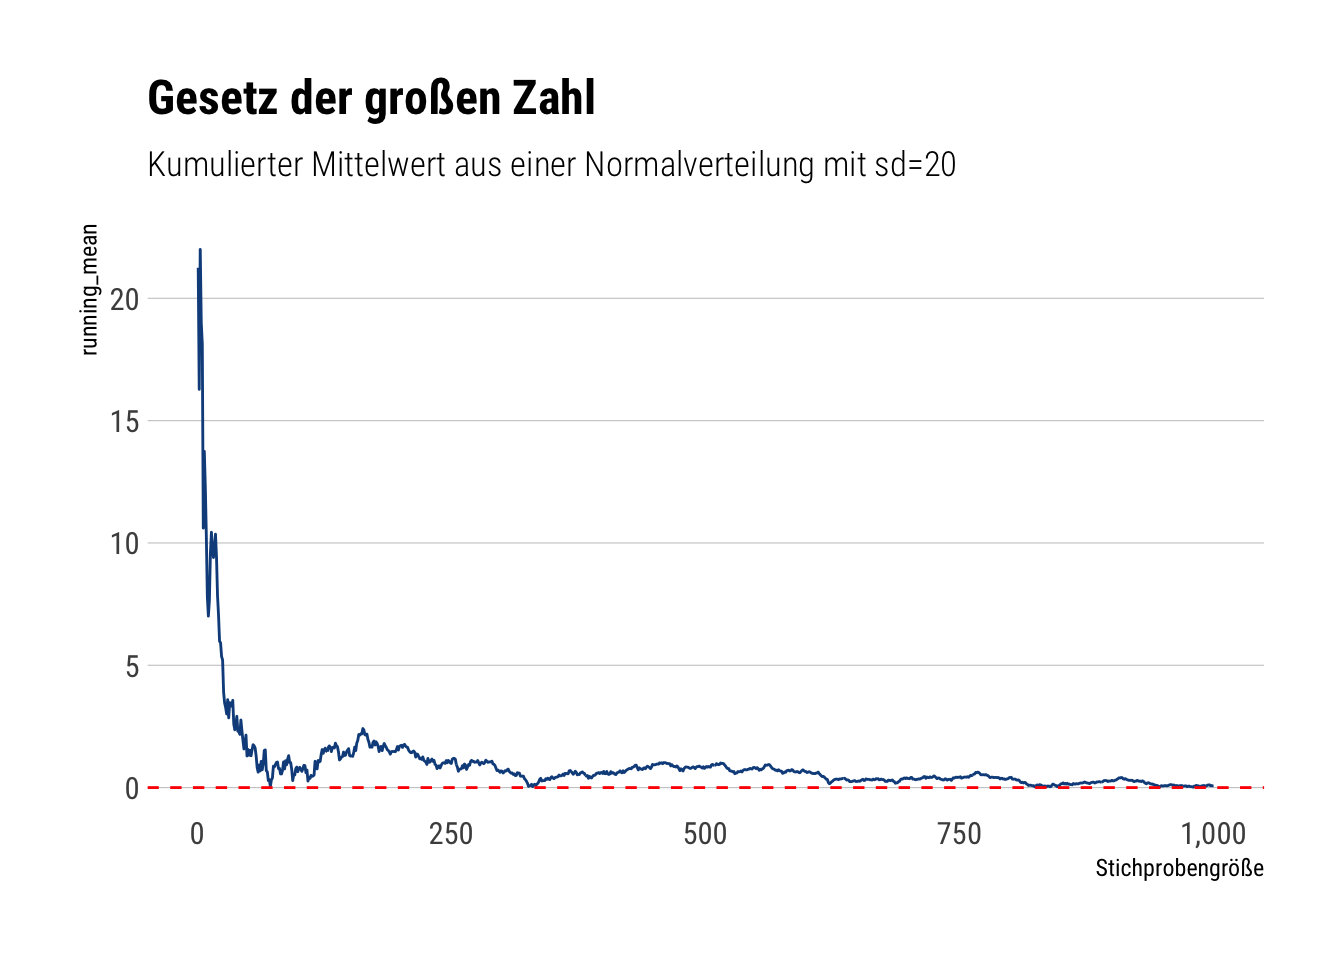 Gesetz der großen Zahl
Kumulierter Mittelwert aus einer Normalverteilung mit sd=20
running_mean
20
15
10
5
0
0 250 500 750 1,000
Stichprobengröße